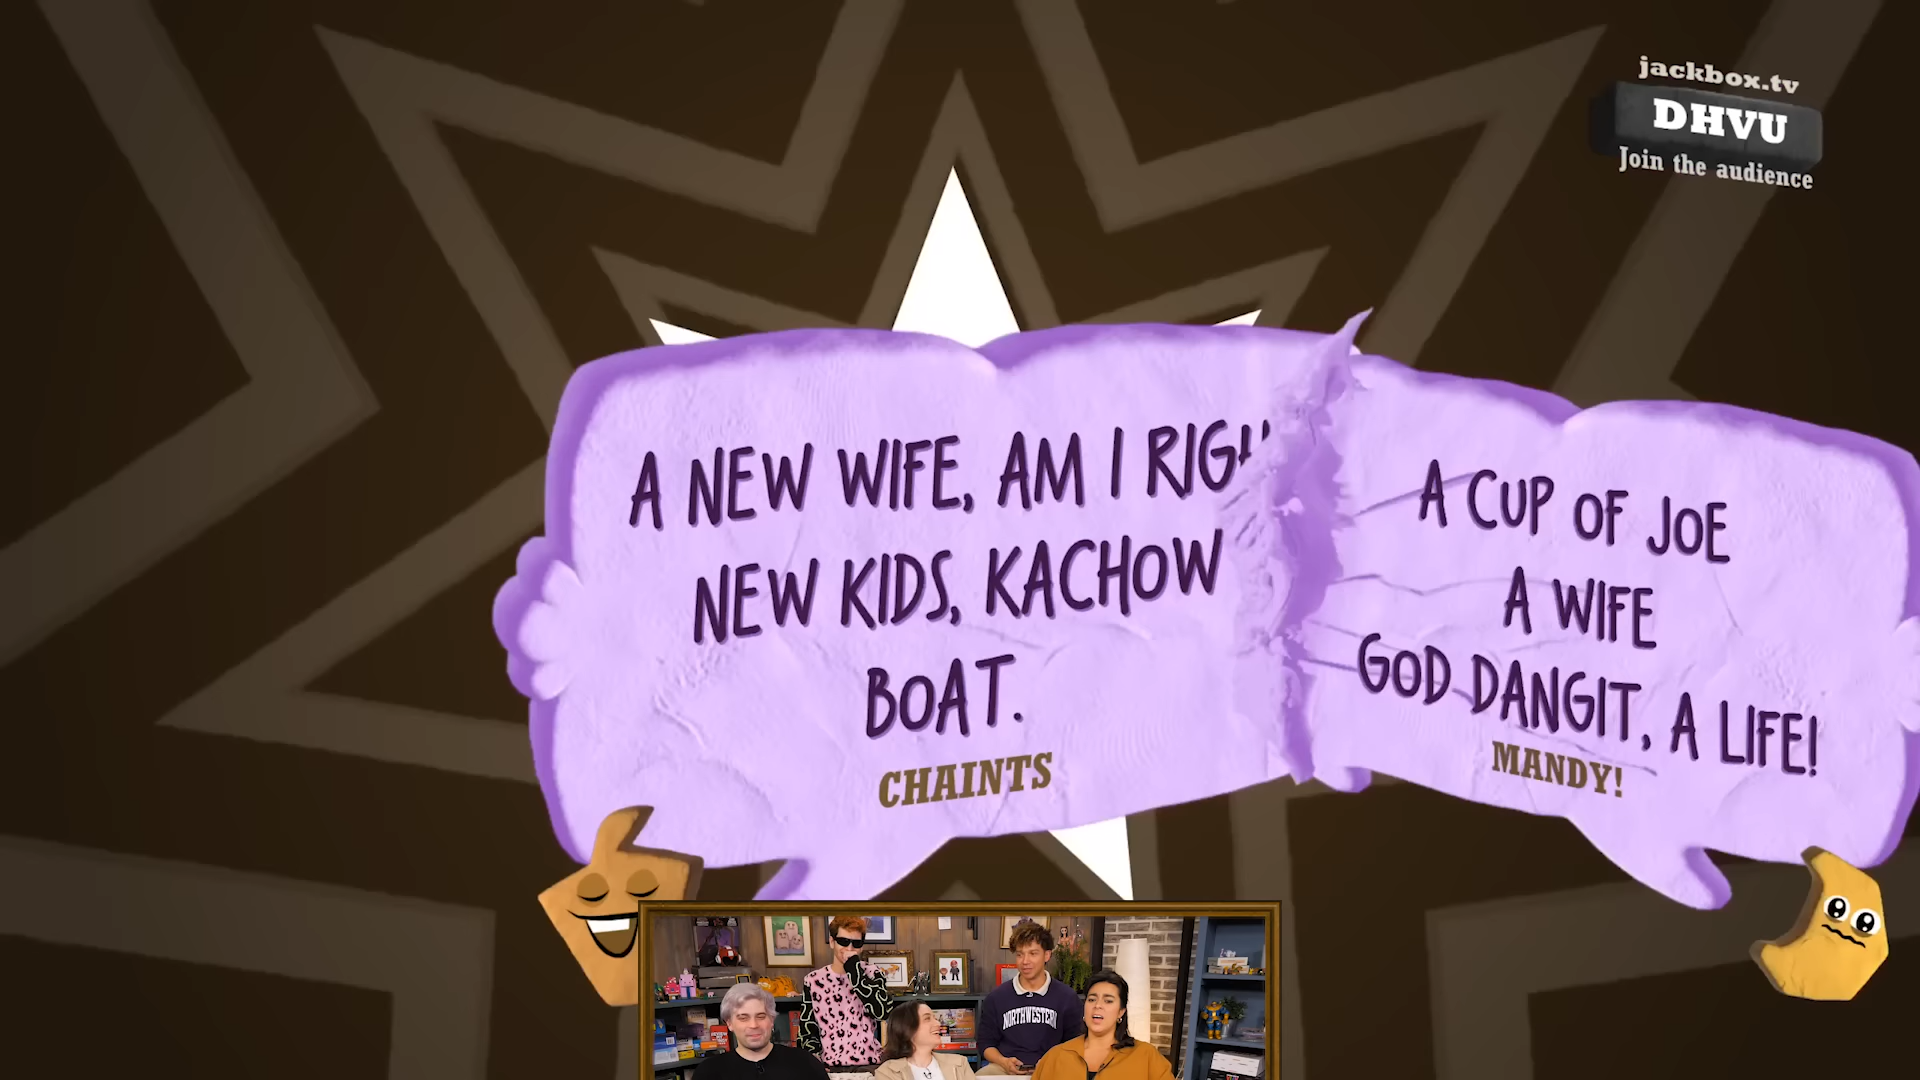 jackbox.tv
DHVU
Join the audience
A NEW WIFE, AM I
NEW KIDS, KACHOW
BOAT.
CHAINTS
A CUP OF JOE
A WIFE
GOD DANGIT, A LIFE!
MANDY!
NORTHWESTERN